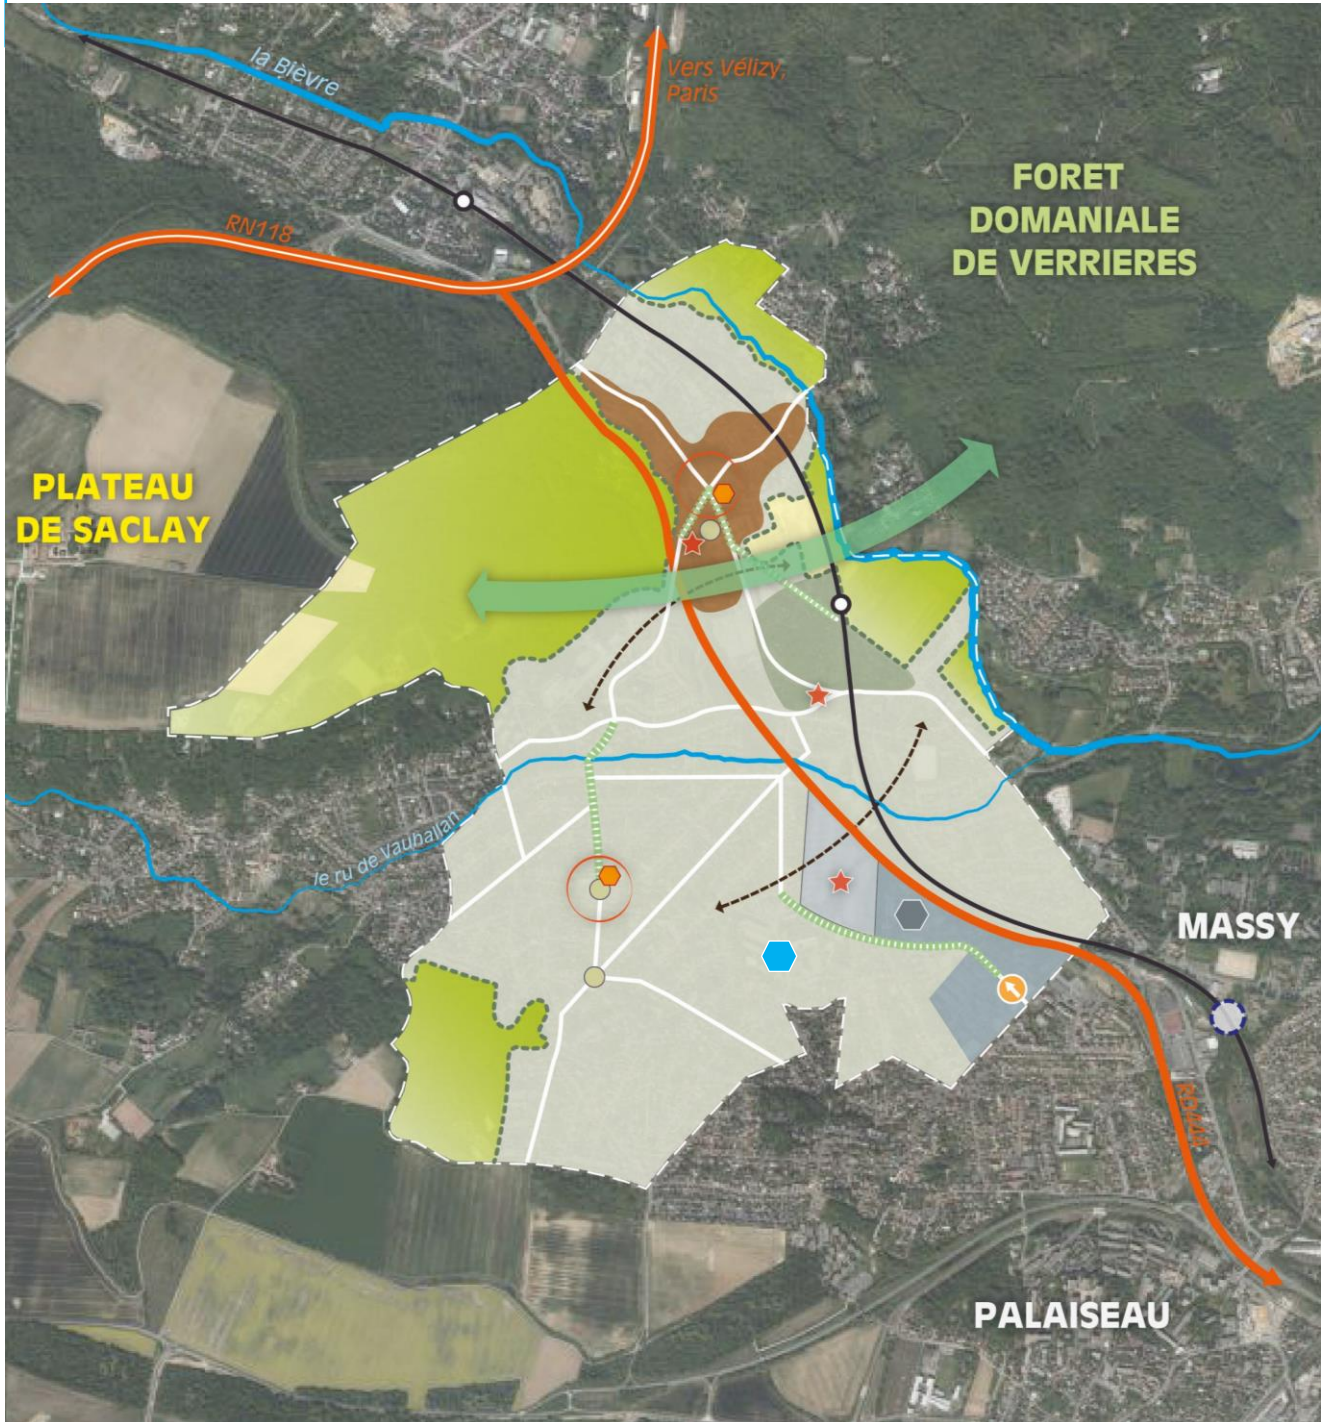 la Bièvre
Vers Vélizy,
Paris
FORET
DOMANIALE
DE VERRIERES
RN118
PLATEAU
DE SACLAY
le ru de Vauhallan
MASSY
RD444
PALAISEAU